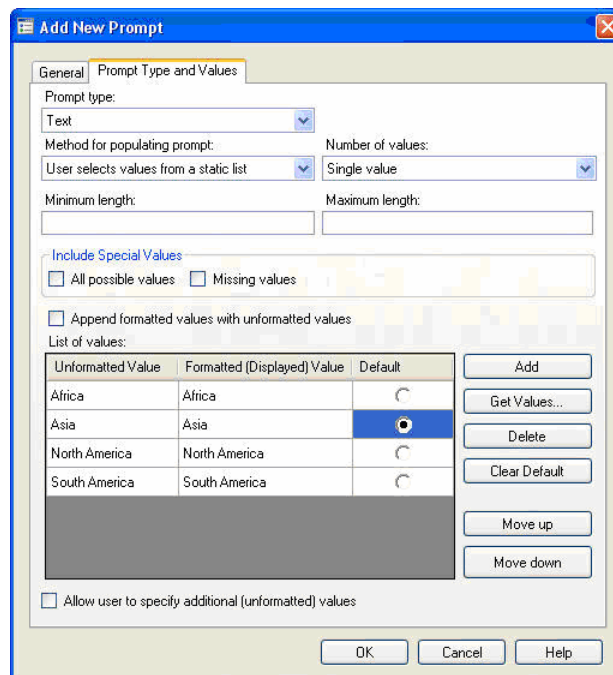 Add New Prompt
General Prompt Type and Values
Prompt type:
Text
Method for populating prompt: Number of values:
User selects values from a static list Single value
Minimum length: Maximum length:
Include Special Values
All possible values Missing values
Append formatted values with unformatted values
List of values:
Unformatted Value Formatted (Displayed) Value Default Add
Africa Africa Get Values...
Asia Asia Delete
North America North America
South America South America Clear Default
Move up
Move down
Allow user to specify additional (unformatted) values
OK Cancel Help